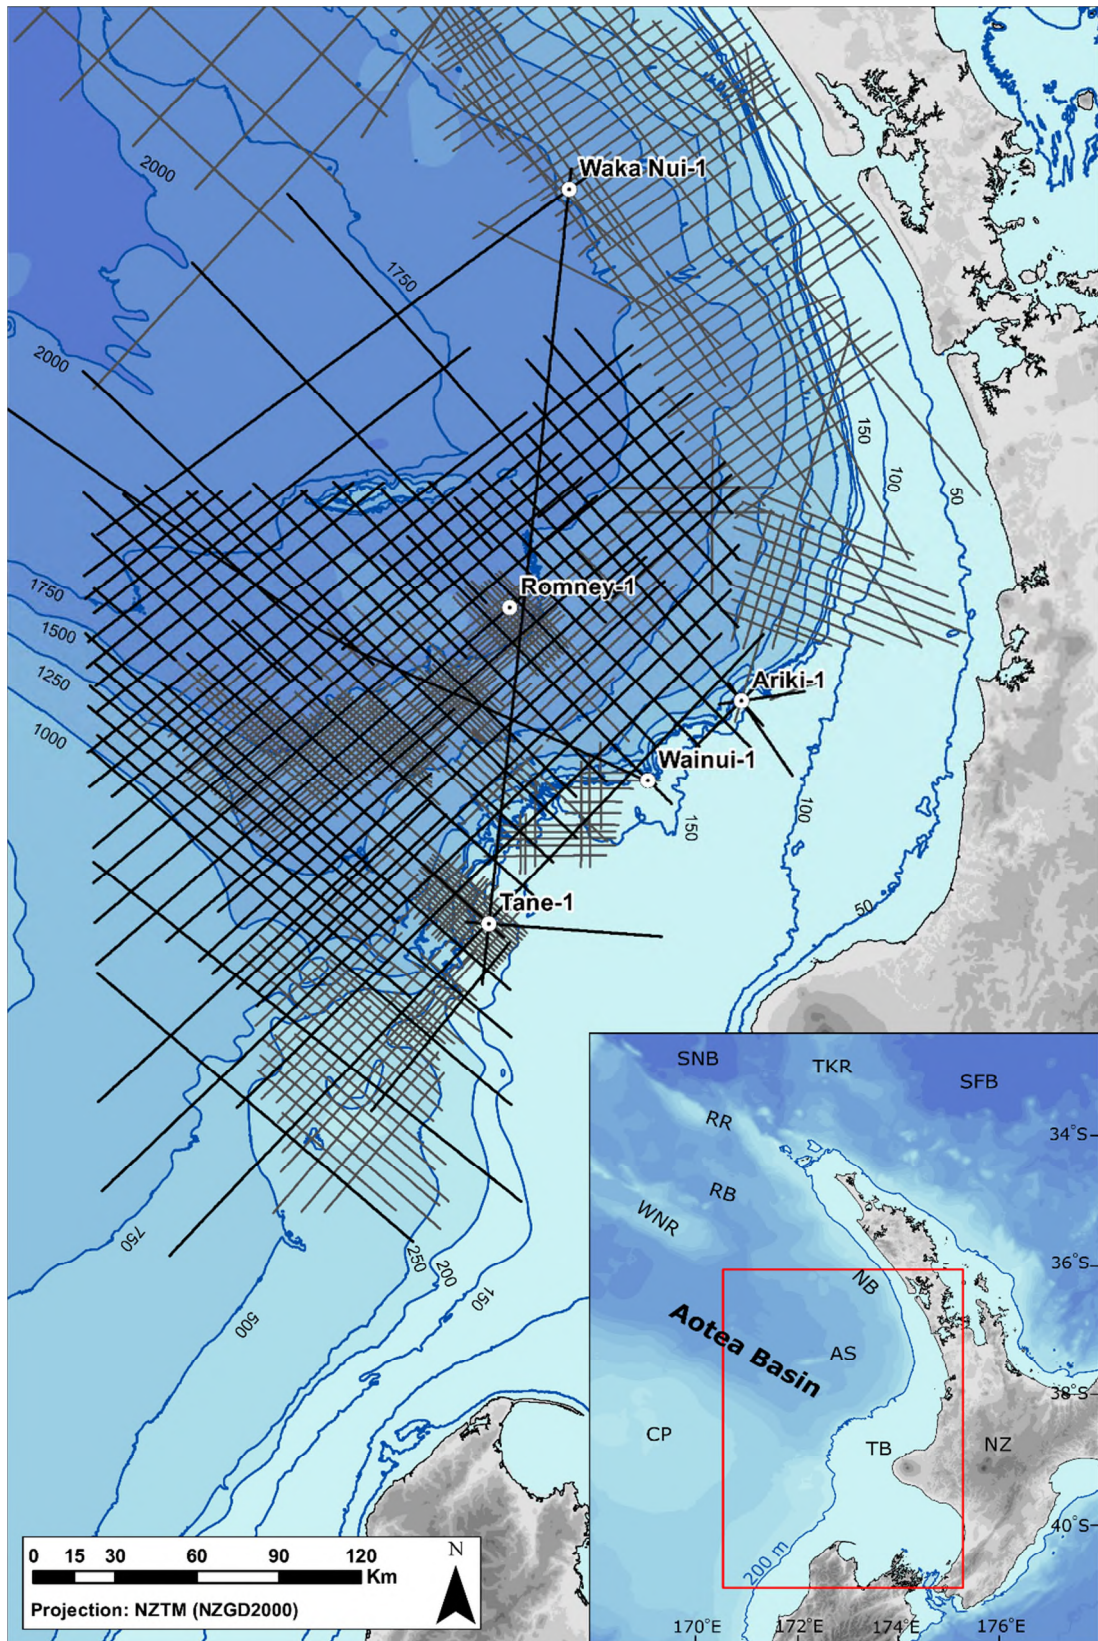 Waka Nui-1
2000
1750
2000
150
100
50
Romney-1
1750
1500
1250
1000
Ariki-1
Wainui-1
150
100
Tane-1
50
750
500
250
200
150
0 15 30 60 90 120
Km
Projection: NZTM (NZGD2000)
N
SNB
TKR
SFB
RR
34°S
RB
WNR
36°S
NB
Aotea Basin
AS
38°S
CP
TB
NZ
40°S
200 m
170°E
172°E
174°E
176°E